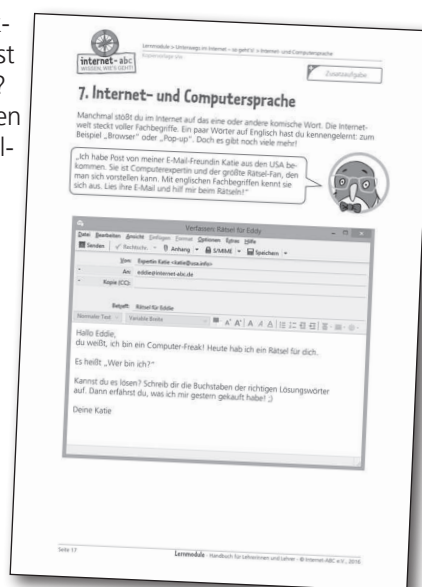 st
?
en
l-
internet-abc
WISSEN, WIE'S GEHT!
Lernmodule > Unterwegs im Internet – so geht's > Internet- und Computersprache
Kopiervorlage s/w
Zusatzaufgabe
7. Internet- und Computersprache
Manchmal stößt du im Internet auf das eine oder andere komische Wort. Die Internet-
welt steckt voller Fachbegriffe. Ein paar Wörter auf Englisch hast du kennengelernt: zum
Beispiel „Browser" oder „Pop-up". Doch es gibt noch viele mehr!
„Ich habe Post von meiner E-Mail-Freundin Katie aus den USA be-
kommen. Sie ist Computerexpertin und der größte Rätsel-Fan, den
man sich vorstellen kann. Mit englischen Fachbegriffen kennt sie
sich aus. Lies ihre E-Mail und hilf mir beim Rätseln!"
Verfassen: Rätsel für Eddy
Datei Bearbeiten Ansicht Einfügen Format Optionen Extras Hilfe
Senden Rechtschr. Anhang S/MIME Speichern
Von: Expertin Katie <katie@usa.info>
An: eddie@internet-abc.de
Kopie (CC):
Betreff: Rätsel für Eddie
Normaler Text Variable Breite
Hallo Eddie,
du weißt, ich bin ein Computer-Freak! Heute hab ich ein Rätsel für dich.
Es heißt „Wer bin ich?"
Kannst du es lösen? Schreib dir die Buchstaben der richtigen Lösungswörter
auf. Dann erfährst du, was ich mir gestern gekauft habe! ;)
Deine Katie
Seite 17
Lernmodule - Handbuch für Lehrerinnen und Lehrer - © Internet-ABC e.V., 2016